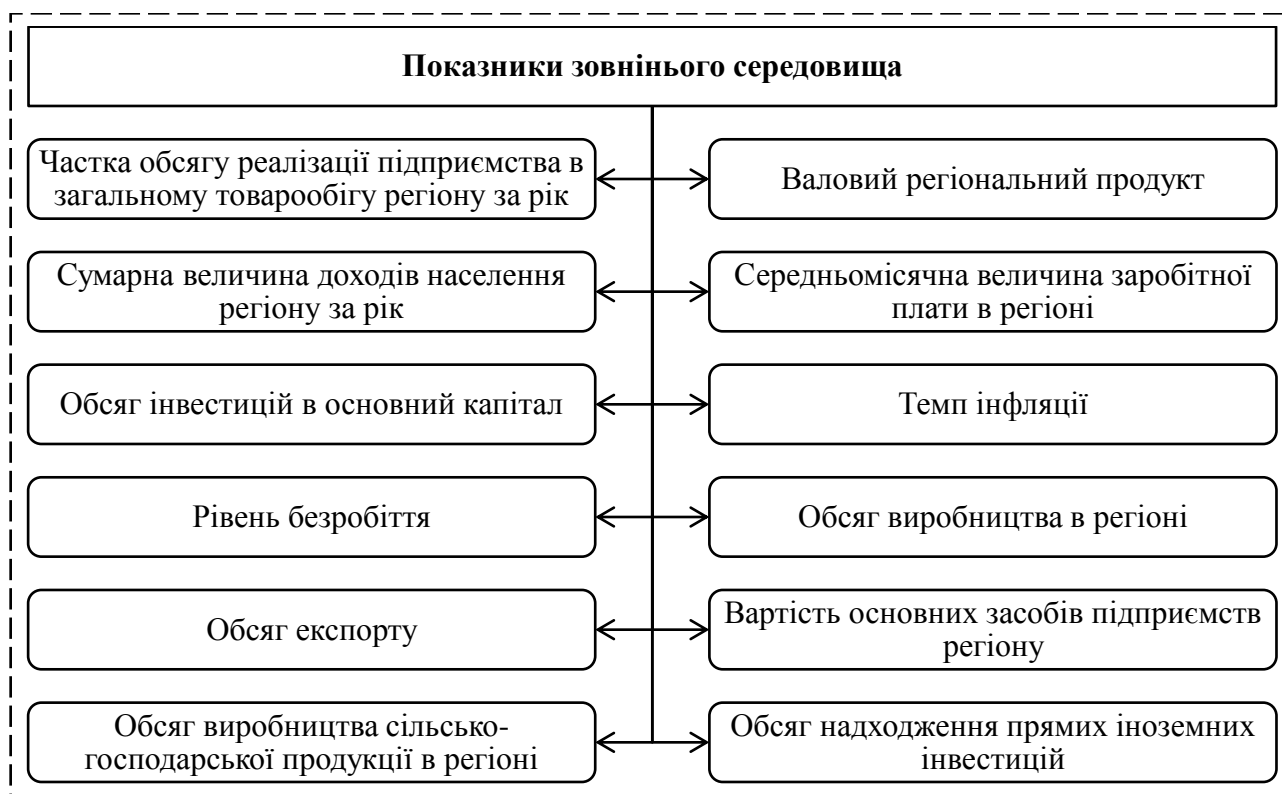 Показники зовнінього середовища
Частка обсягу реалізації підприємства в
загальному товарообігу регіону за рік
Валовий регіональний продукт
Сумарна величина доходів населення
регіону за рік
Середньомісячна величина заробітної
плати в регіоні
Обсяг інвестицій в основний капітал
Темп інфляції
Рівень безробіття
Обсяг виробництва в регіоні
Обсяг експорту
Вартість основних засобів підприємств
регіону
Обсяг виробництва сільсько-
господарської продукції в регіоні
Обсяг надходження прямих іноземних
інвестицій